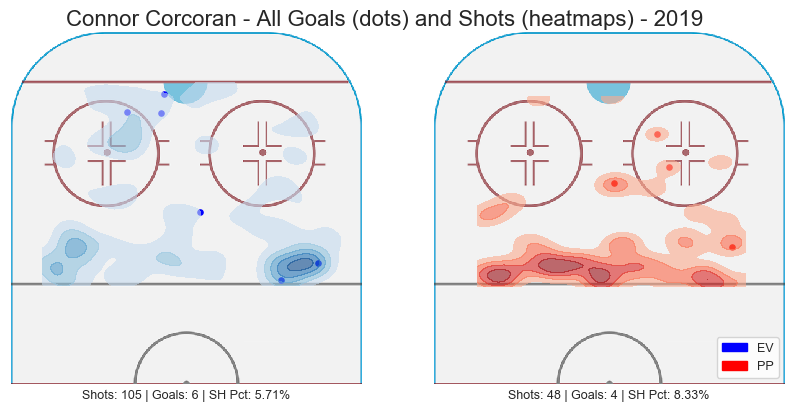 Connor Corcoran - All Goals (dots) and Shots (heatmaps) - 2019
EV
PP
Shots: 105 | Goals: 6 | SH Pct: 5.71%
Shots: 48 | Goals: 4 | SH Pct: 8.33%